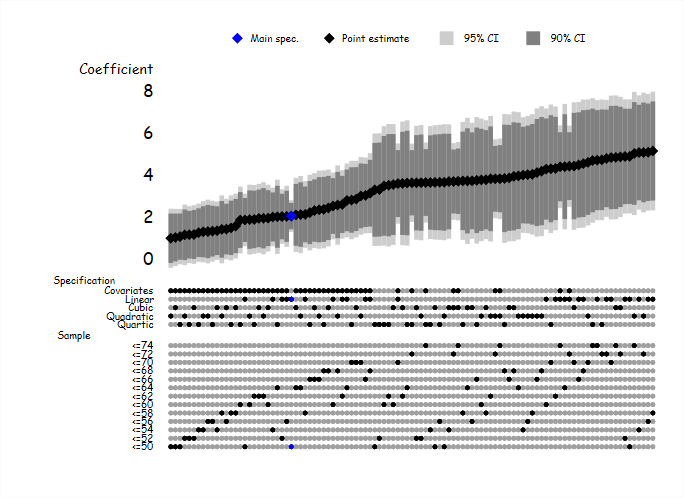 Main spec. Point estimate 95% CI 90% CI
Coefficient
8
6
4
2
0
Specification
Covariates
Linear
Cubic
Quadratic
Quartic
Sample
<=74
<=72
<=70
<=68
<=66
<=64
<=62
<=60
<=58
<=56
<=54
<=52
<=50